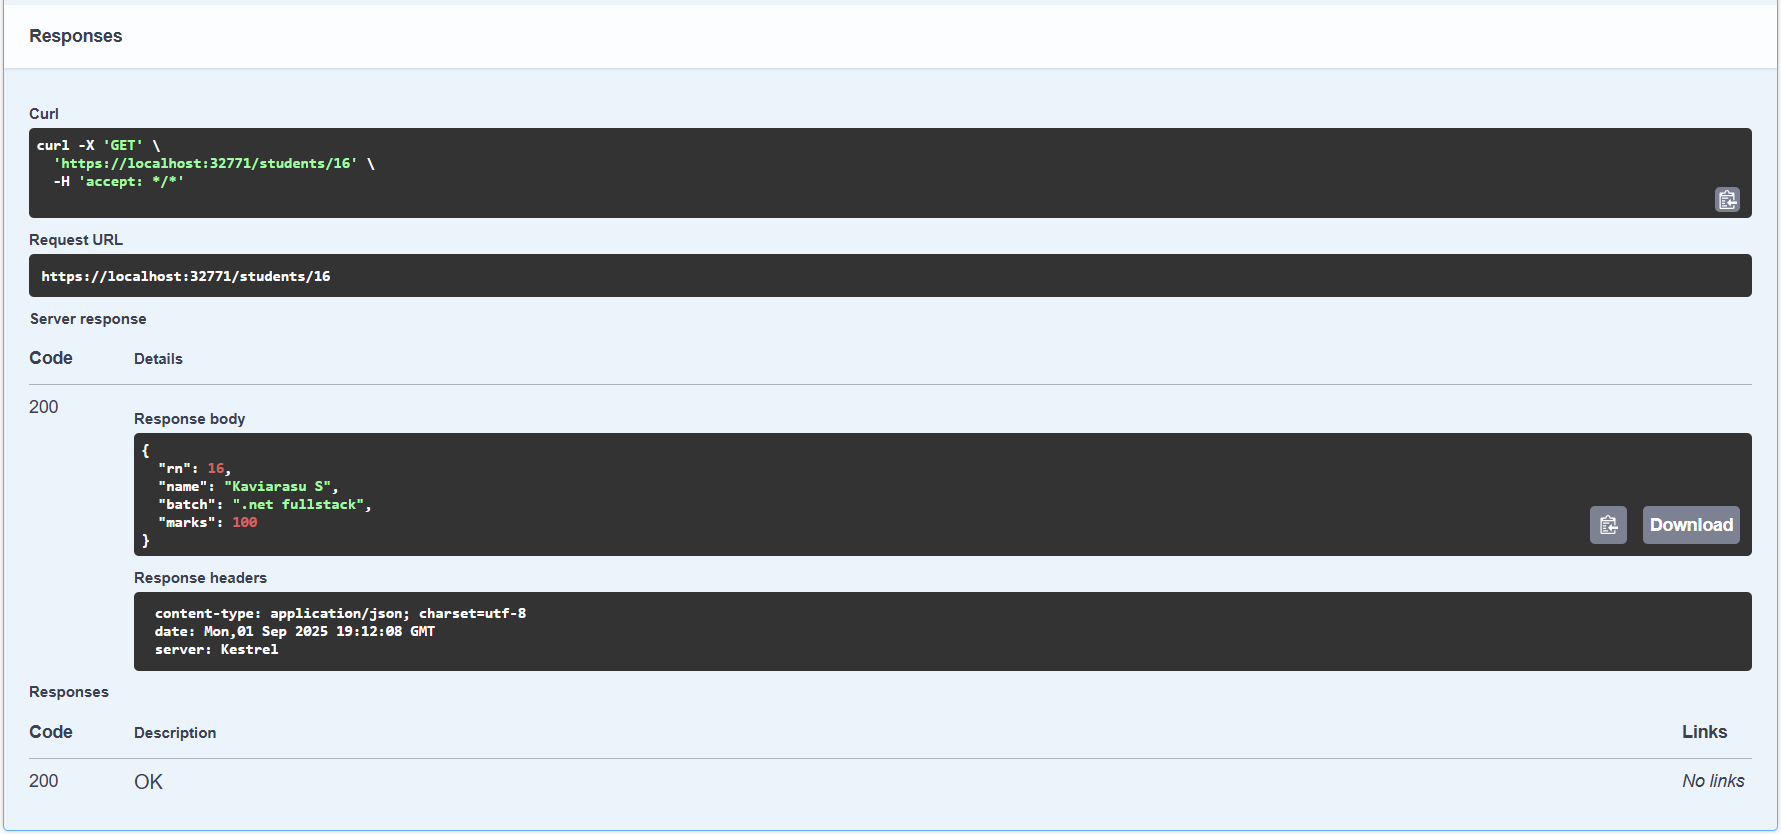 Responses
Curl
curl -X 'GET' \
  'https://localhost:32771/students/16' \
  -H 'accept: */*'
Request URL
https://localhost:32771/students/16
Server response
Code Details
200
Response body
{
  "rn": 16,
  "name": "Kaviarasu S",
  "batch": ".net fullstack",
  "marks": 100
}
Download
Response headers
content-type: application/json; charset=utf-8
date: Mon,01 Sep 2025 19:12:08 GMT
server: Kestrel
Responses
Code Description Links
200 OK No links